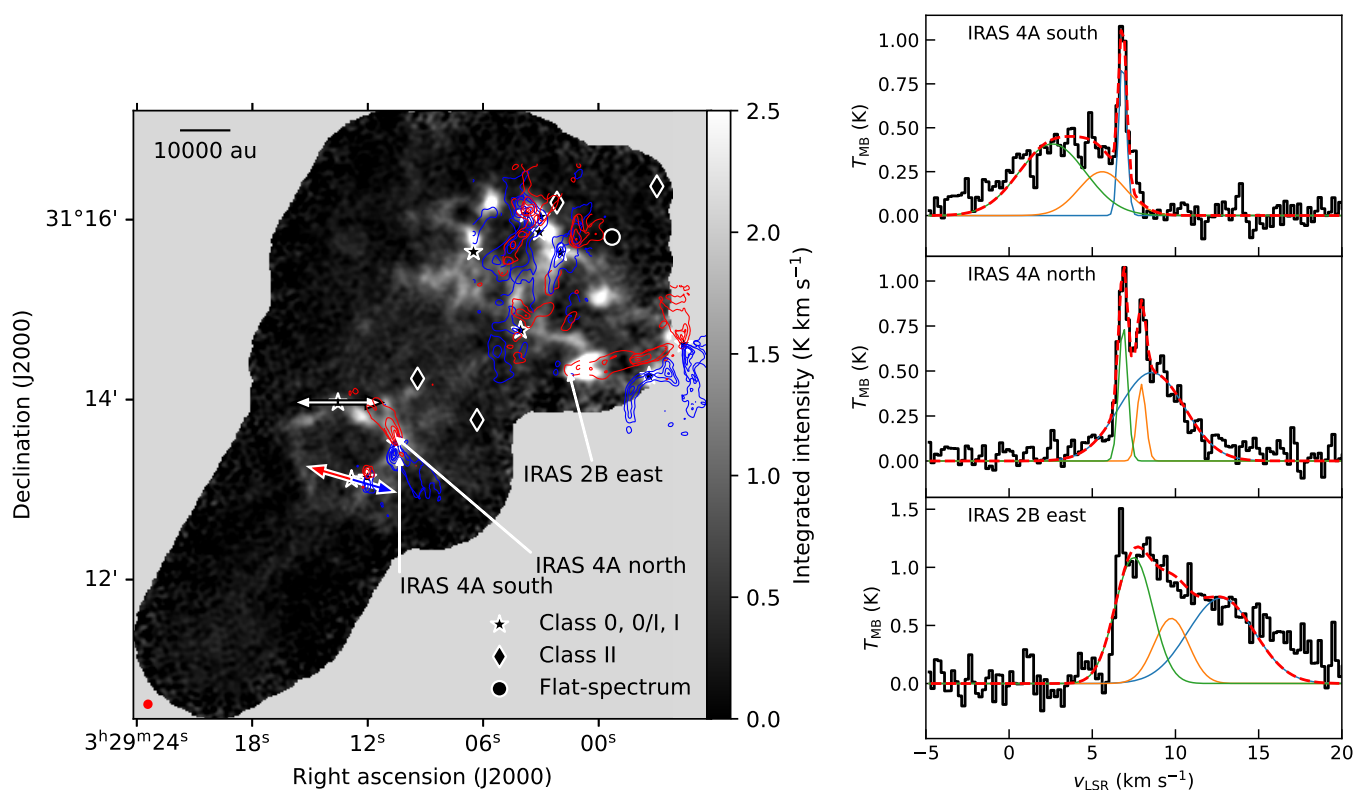 10000 au
31°16'
14'
12'
Declination (J2000)
3ʰ29ᵐ24ˢ
18ˢ
12ˢ
06ˢ
00ˢ
Right ascension (J2000)
IRAS 2B east
IRAS 4A north
IRAS 4A south
Class 0, 0/I, I
Class II
Flat-spectrum
2.5
2.0
1.5
1.0
0.5
0.0
Integrated intensity (K km s⁻¹)
IRAS 4A south
1.00
0.75
0.50
0.25
0.00
T_MB (K)
IRAS 4A north
1.00
0.75
0.50
0.25
0.00
T_MB (K)
IRAS 2B east
1.5
1.0
0.5
0.0
T_MB (K)
−5 0 5 10 15 20
v_LSR (km s⁻¹)